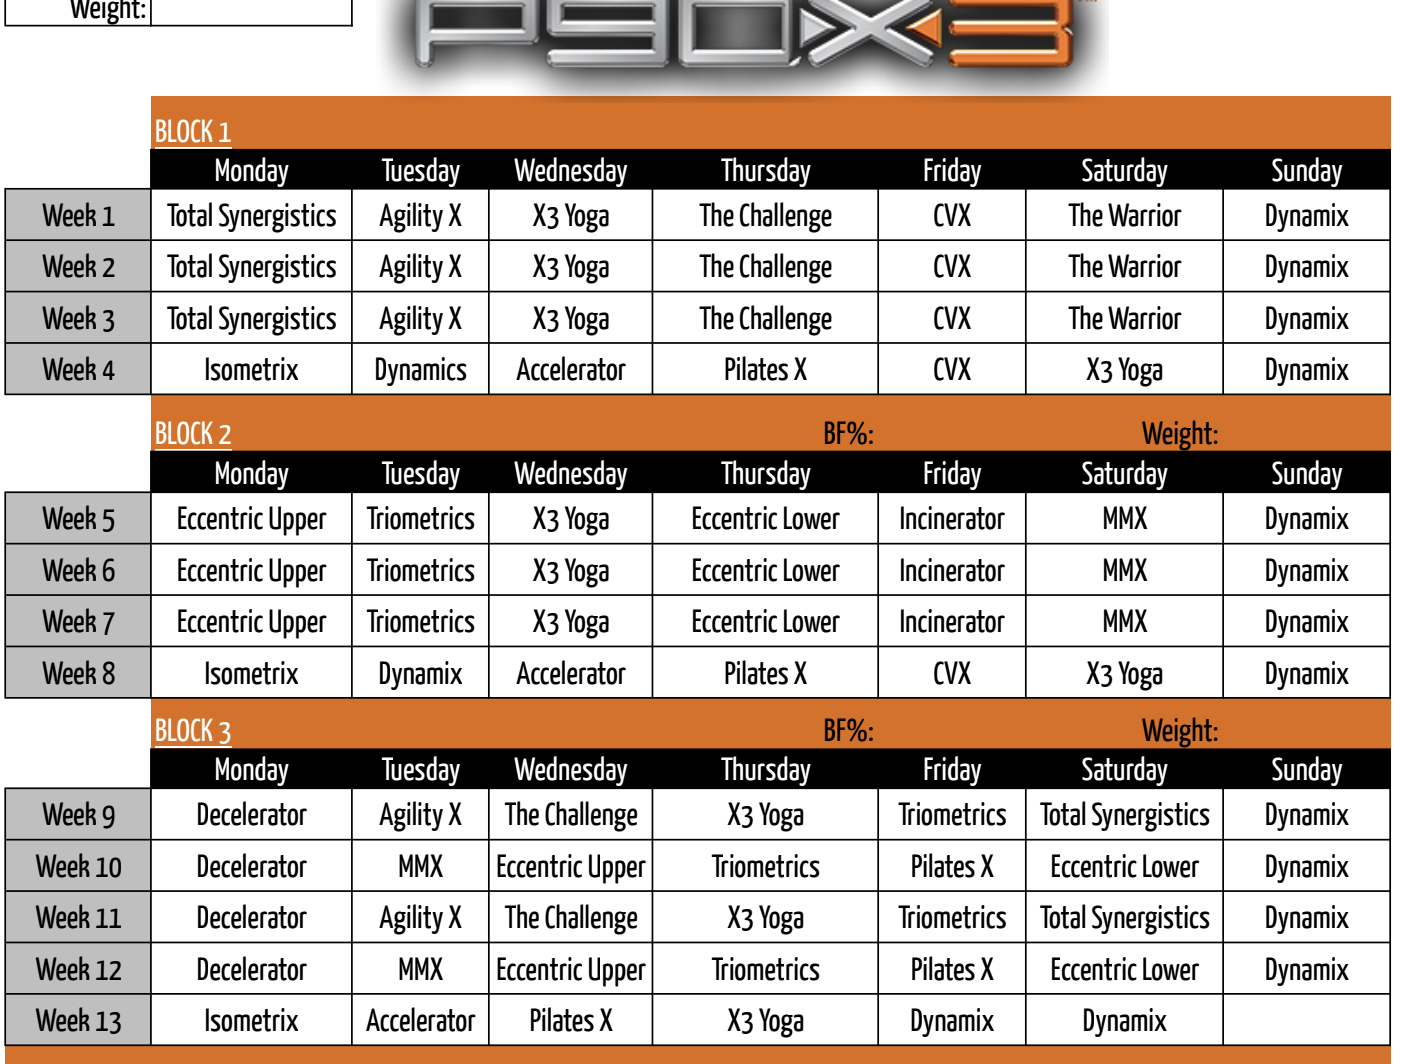 Weight:
P90X3
BLOCK 1
Monday Tuesday Wednesday Thursday Friday Saturday Sunday
Week 1 Total Synergistics Agility X X3 Yoga The Challenge CVX The Warrior Dynamix
Week 2 Total Synergistics Agility X X3 Yoga The Challenge CVX The Warrior Dynamix
Week 3 Total Synergistics Agility X X3 Yoga The Challenge CVX The Warrior Dynamix
Week 4 Isometrix Dynamics Accelerator Pilates X CVX X3 Yoga Dynamix
BLOCK 2 BF%: Weight:
Monday Tuesday Wednesday Thursday Friday Saturday Sunday
Week 5 Eccentric Upper Triometrics X3 Yoga Eccentric Lower Incinerator MMX Dynamix
Week 6 Eccentric Upper Triometrics X3 Yoga Eccentric Lower Incinerator MMX Dynamix
Week 7 Eccentric Upper Triometrics X3 Yoga Eccentric Lower Incinerator MMX Dynamix
Week 8 Isometrix Dynamix Accelerator Pilates X CVX X3 Yoga Dynamix
BLOCK 3 BF%: Weight:
Monday Tuesday Wednesday Thursday Friday Saturday Sunday
Week 9 Decelerator Agility X The Challenge X3 Yoga Triometrics Total Synergistics Dynamix
Week 10 Decelerator MMX Eccentric Upper Triometrics Pilates X Eccentric Lower Dynamix
Week 11 Decelerator Agility X The Challenge X3 Yoga Triometrics Total Synergistics Dynamix
Week 12 Decelerator MMX Eccentric Upper Triometrics Pilates X Eccentric Lower Dynamix
Week 13 Isometrix Accelerator Pilates X X3 Yoga Dynamix Dynamix